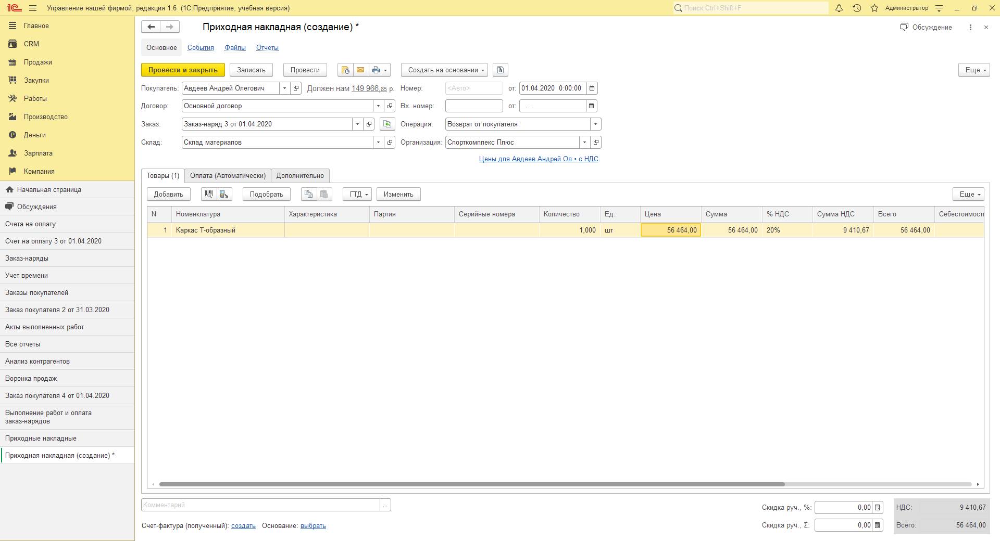 1С Управление нашей фирмой, редакция 1.6 (1С:Предприятие, учебная версия)
Поиск Ctrl+Shift+F
Администратор
Главное
CRM
Продажи
Закупки
Работы
Производство
Деньги
Зарплата
Компания
Начальная страница
Обсуждения
Счета на оплату
Счет на оплату 3 от 01.04.2020
Заказ-наряды
Учет времени
Заказы покупателей
Заказ покупателя 2 от 31.03.2020
Акты выполненных работ
Все отчеты
Анализ контрагентов
Воронка продаж
Заказ покупателя 4 от 01.04.2020
Выполнение работ и оплата
заказ-нарядов
Приходные накладные
Приходная накладная (создание) *
Приходная накладная (создание) *
Обсуждение
Основное События Файлы Отчеты
Провести и закрыть Записать Провести Создать на основании Еще
Покупатель: Авдеев Андрей Олегович Должен нам 149 966,85 р. Номер: <Авто> от: 01.04.2020 0:00:00
Договор: Основной договор Вх. номер: от: . .
Заказ: Заказ-наряд 3 от 01.04.2020 Операция: Возврат от покупателя
Склад: Склад материалов Организация: Спорткомплекс Плюс
Цены для Авдеев Андрей Ол • с НДС
Товары (1) Оплата (Автоматически) Дополнительно
Добавить Подобрать ГТД Изменить Еще
N Номенклатура Характеристика Партия Серийные номера Количество Ед. Цена Сумма % НДС Сумма НДС Всего Себестоимость
1 Каркас Т-образный 1,000 шт 56 464,00 56 464,00 20% 9 410,67 56 464,00
Комментарий ...
Счет-фактура (полученный): создать Основание: выбрать
Скидка руч., %: 0,00 НДС: 9 410,67
Скидка руч., Σ: 0,00 Всего: 56 464,00